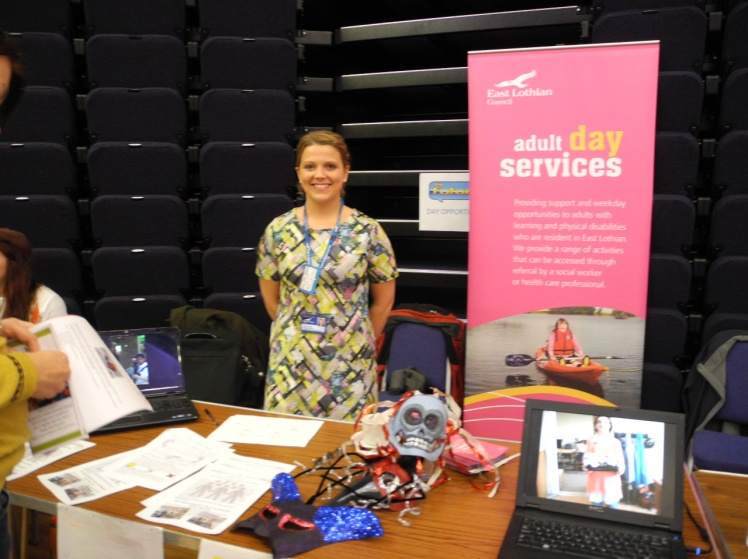 East Lothian
Council
adult day
services
Providing support and weekday
opportunities to adults with
learning and physical disabilities
who are resident in East Lothian.
We provide a range of activities
that can be accessed through
referral by a social worker
or health care professional.
DAY OPPORT